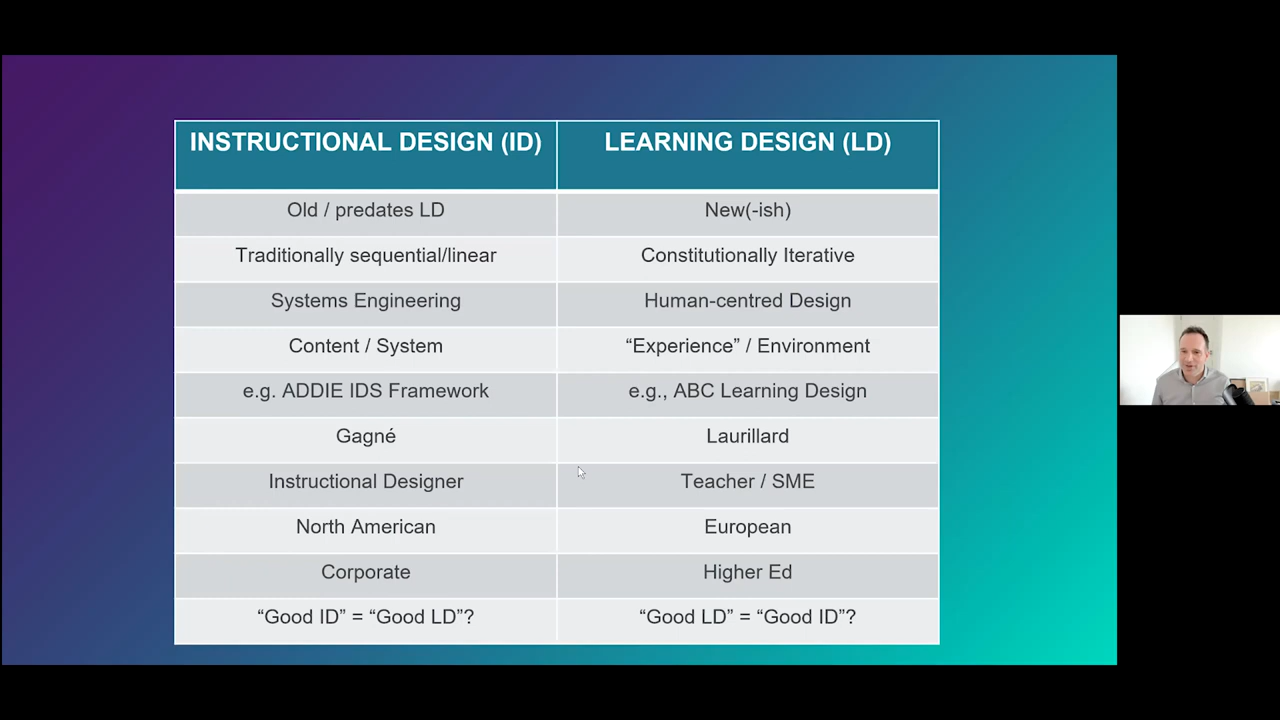 INSTRUCTIONAL DESIGN (ID)
LEARNING DESIGN (LD)
Old / predates LD
New(-ish)
Traditionally sequential/linear
Constitutionally Iterative
Systems Engineering
Human-centred Design
Content / System
“Experience” / Environment
e.g. ADDIE IDS Framework
e.g., ABC Learning Design
Gagné
Laurillard
Instructional Designer
Teacher / SME
North American
European
Corporate
Higher Ed
“Good ID” = “Good LD”?
“Good LD” = “Good ID”?